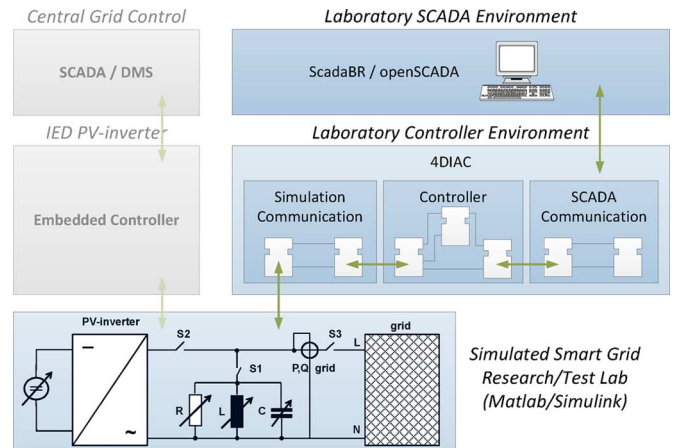 Central Grid Control
Laboratory SCADA Environment
SCADA / DMS
ScadaBR / openSCADA
IED PV-inverter
Laboratory Controller Environment
Embedded Controller
4DIAC
Simulation
Communication
Controller
SCADA
Communication
PV-inverter
S2
S1
P,Q grid
S3
L
grid
R
L
C
N
Simulated Smart Grid
Research/Test Lab
(Matlab/Simulink)